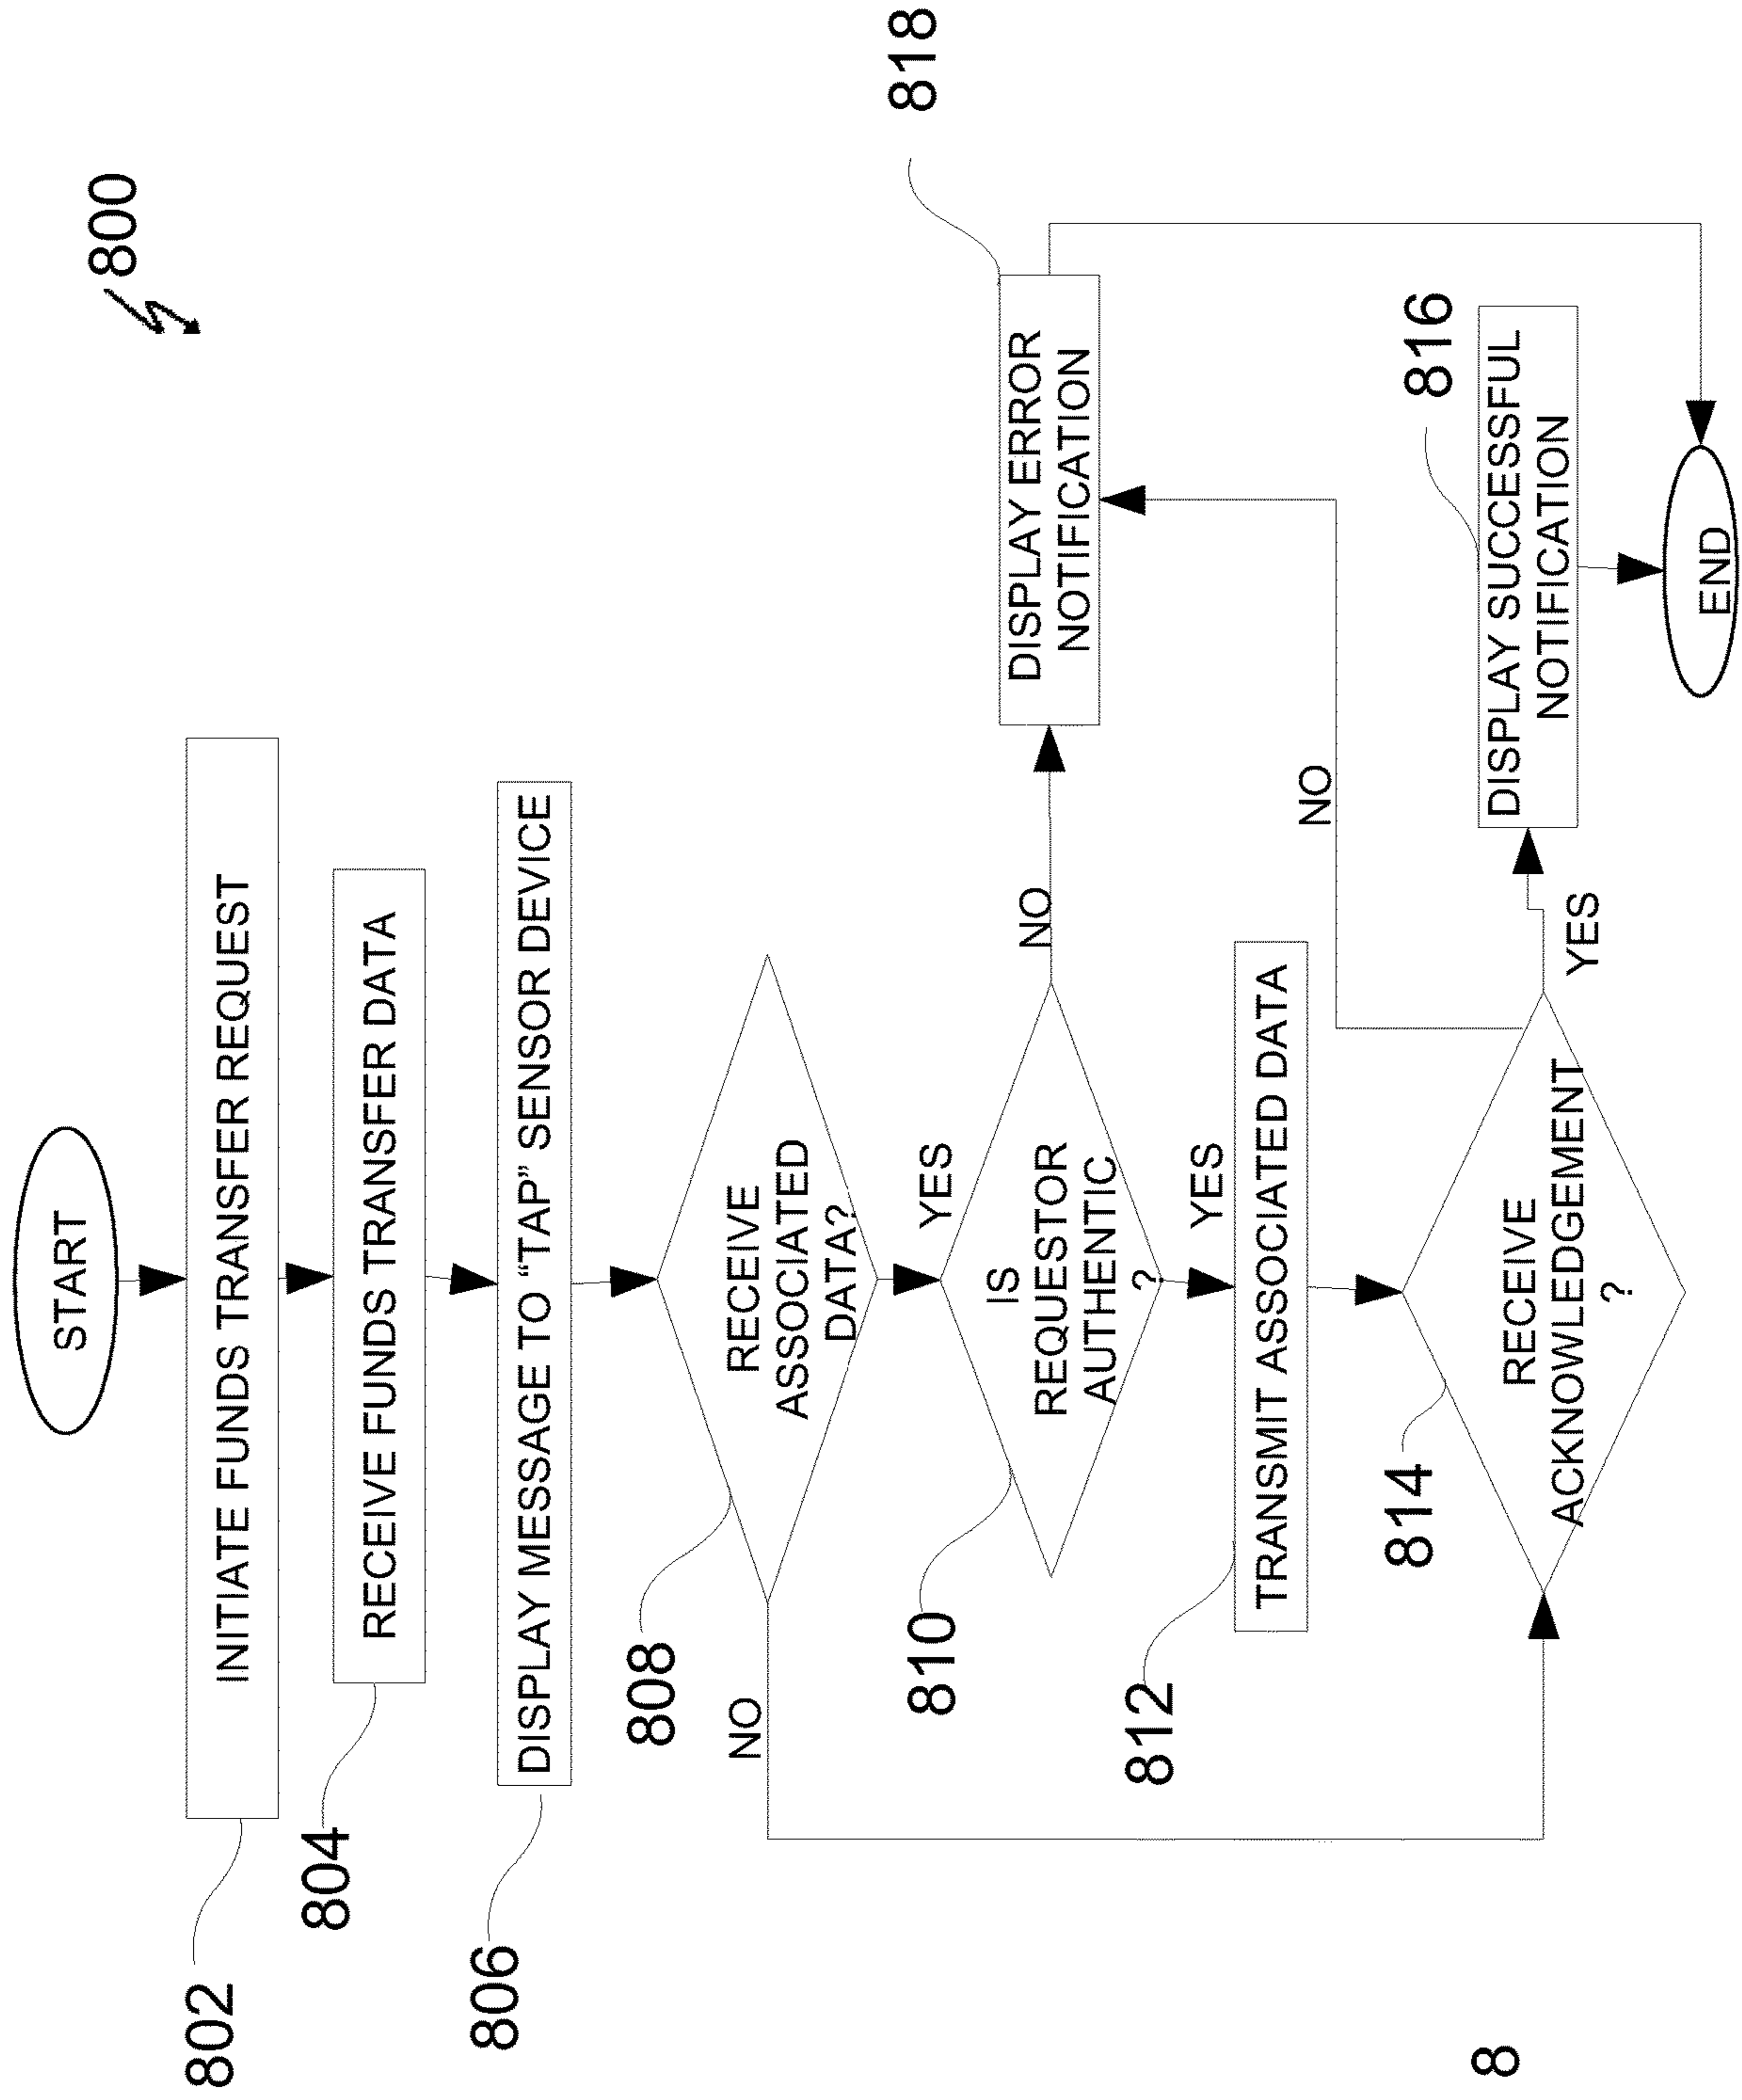 800
START
INITIATE FUNDS TRANSFER REQUEST
802
RECEIVE FUNDS TRANSFER DATA
804
DISPLAY MESSAGE TO “TAP” SENSOR DEVICE
806
RECEIVE
ASSOCIATED
DATA?
808
NO
YES
IS
REQUESTOR
AUTHENTIC
?
810
NO
DISPLAY ERROR
NOTIFICATION
818
YES
TRANSMIT ASSOCIATED DATA
812
RECEIVE
ACKNOWLEDGEMENT
?
814
NO
YES
DISPLAY SUCCESSFUL
NOTIFICATION
816
END
8